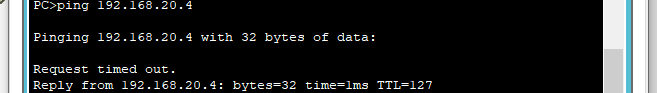 PC>ping 192.168.20.4
Pinging 192.168.20.4 with 32 bytes of data:
Request timed out.
Reply from 192.168.20.4: bytes=32 time=1ms TTL=127